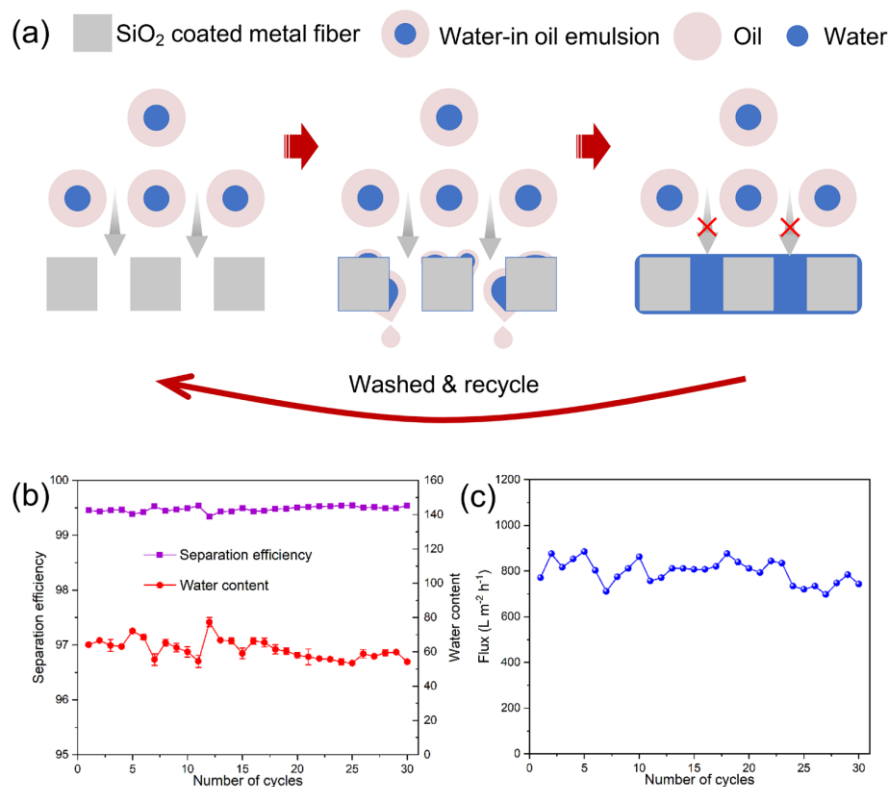 (a) SiO₂ coated metal fiber Water-in oil emulsion Oil Water
Washed & recycle
(b)
100
99
98
97
96
95
Separation efficiency
Separation efficiency
Water content
160
140
120
100
80
60
40
20
0
Water content
0 5 10 15 20 25 30
Number of cycles
(c)
1200
1000
800
600
400
200
0
Flux (L m⁻² h⁻¹)
0 5 10 15 20 25 30
Number of cycles